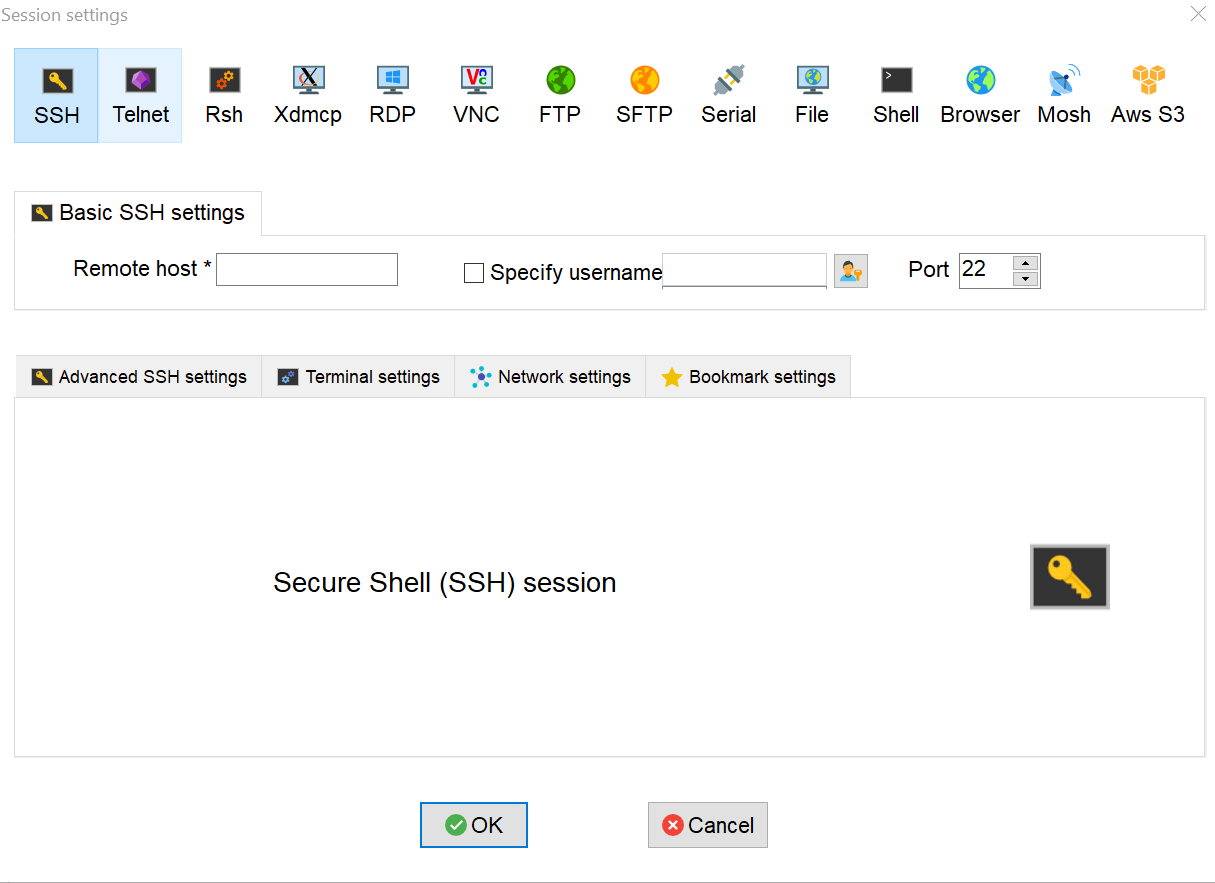 Session settings
SSH Telnet Rsh Xdmcp RDP VNC FTP SFTP Serial File Shell Browser Mosh Aws S3
Basic SSH settings
Remote host * Specify username Port 22
Advanced SSH settings Terminal settings Network settings Bookmark settings
Secure Shell (SSH) session
OK Cancel